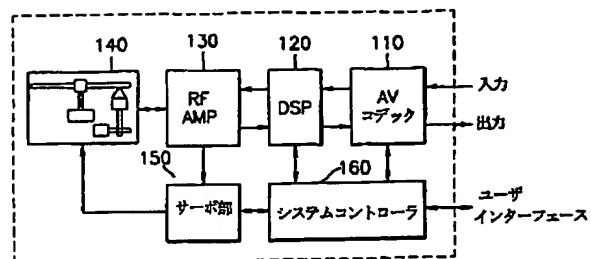 140
130
120
110
RF
AMP
DSP
AV
コデック
入力
出力
150
160
サーボ部
システムコントローラ
ユーザ
インターフェース